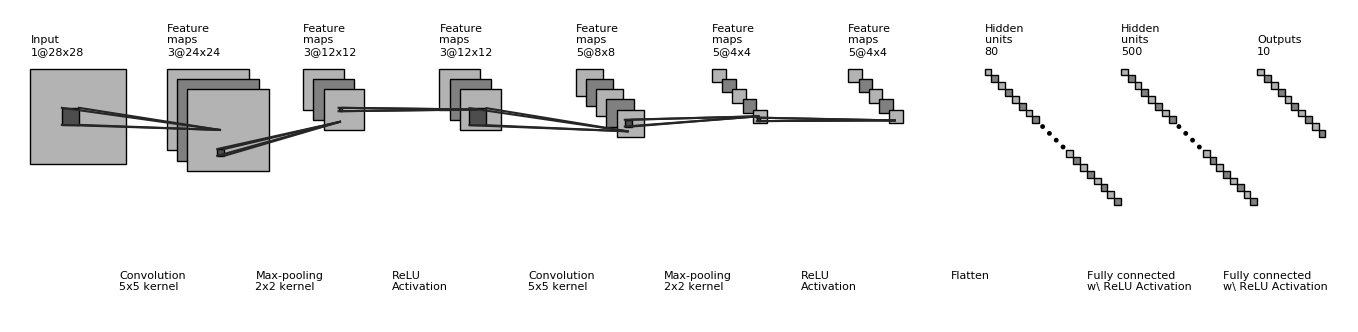 Input
1@28x28
Feature
maps
3@24x24
Feature
maps
3@12x12
Feature
maps
3@12x12
Feature
maps
5@8x8
Feature
maps
5@4x4
Feature
maps
5@4x4
Hidden
units
80
Hidden
units
500
Outputs
10
Convolution
5x5 kernel
Max-pooling
2x2 kernel
ReLU
Activation
Convolution
5x5 kernel
Max-pooling
2x2 kernel
ReLU
Activation
Flatten
Fully connected
w\ ReLU Activation
Fully connected
w\ ReLU Activation